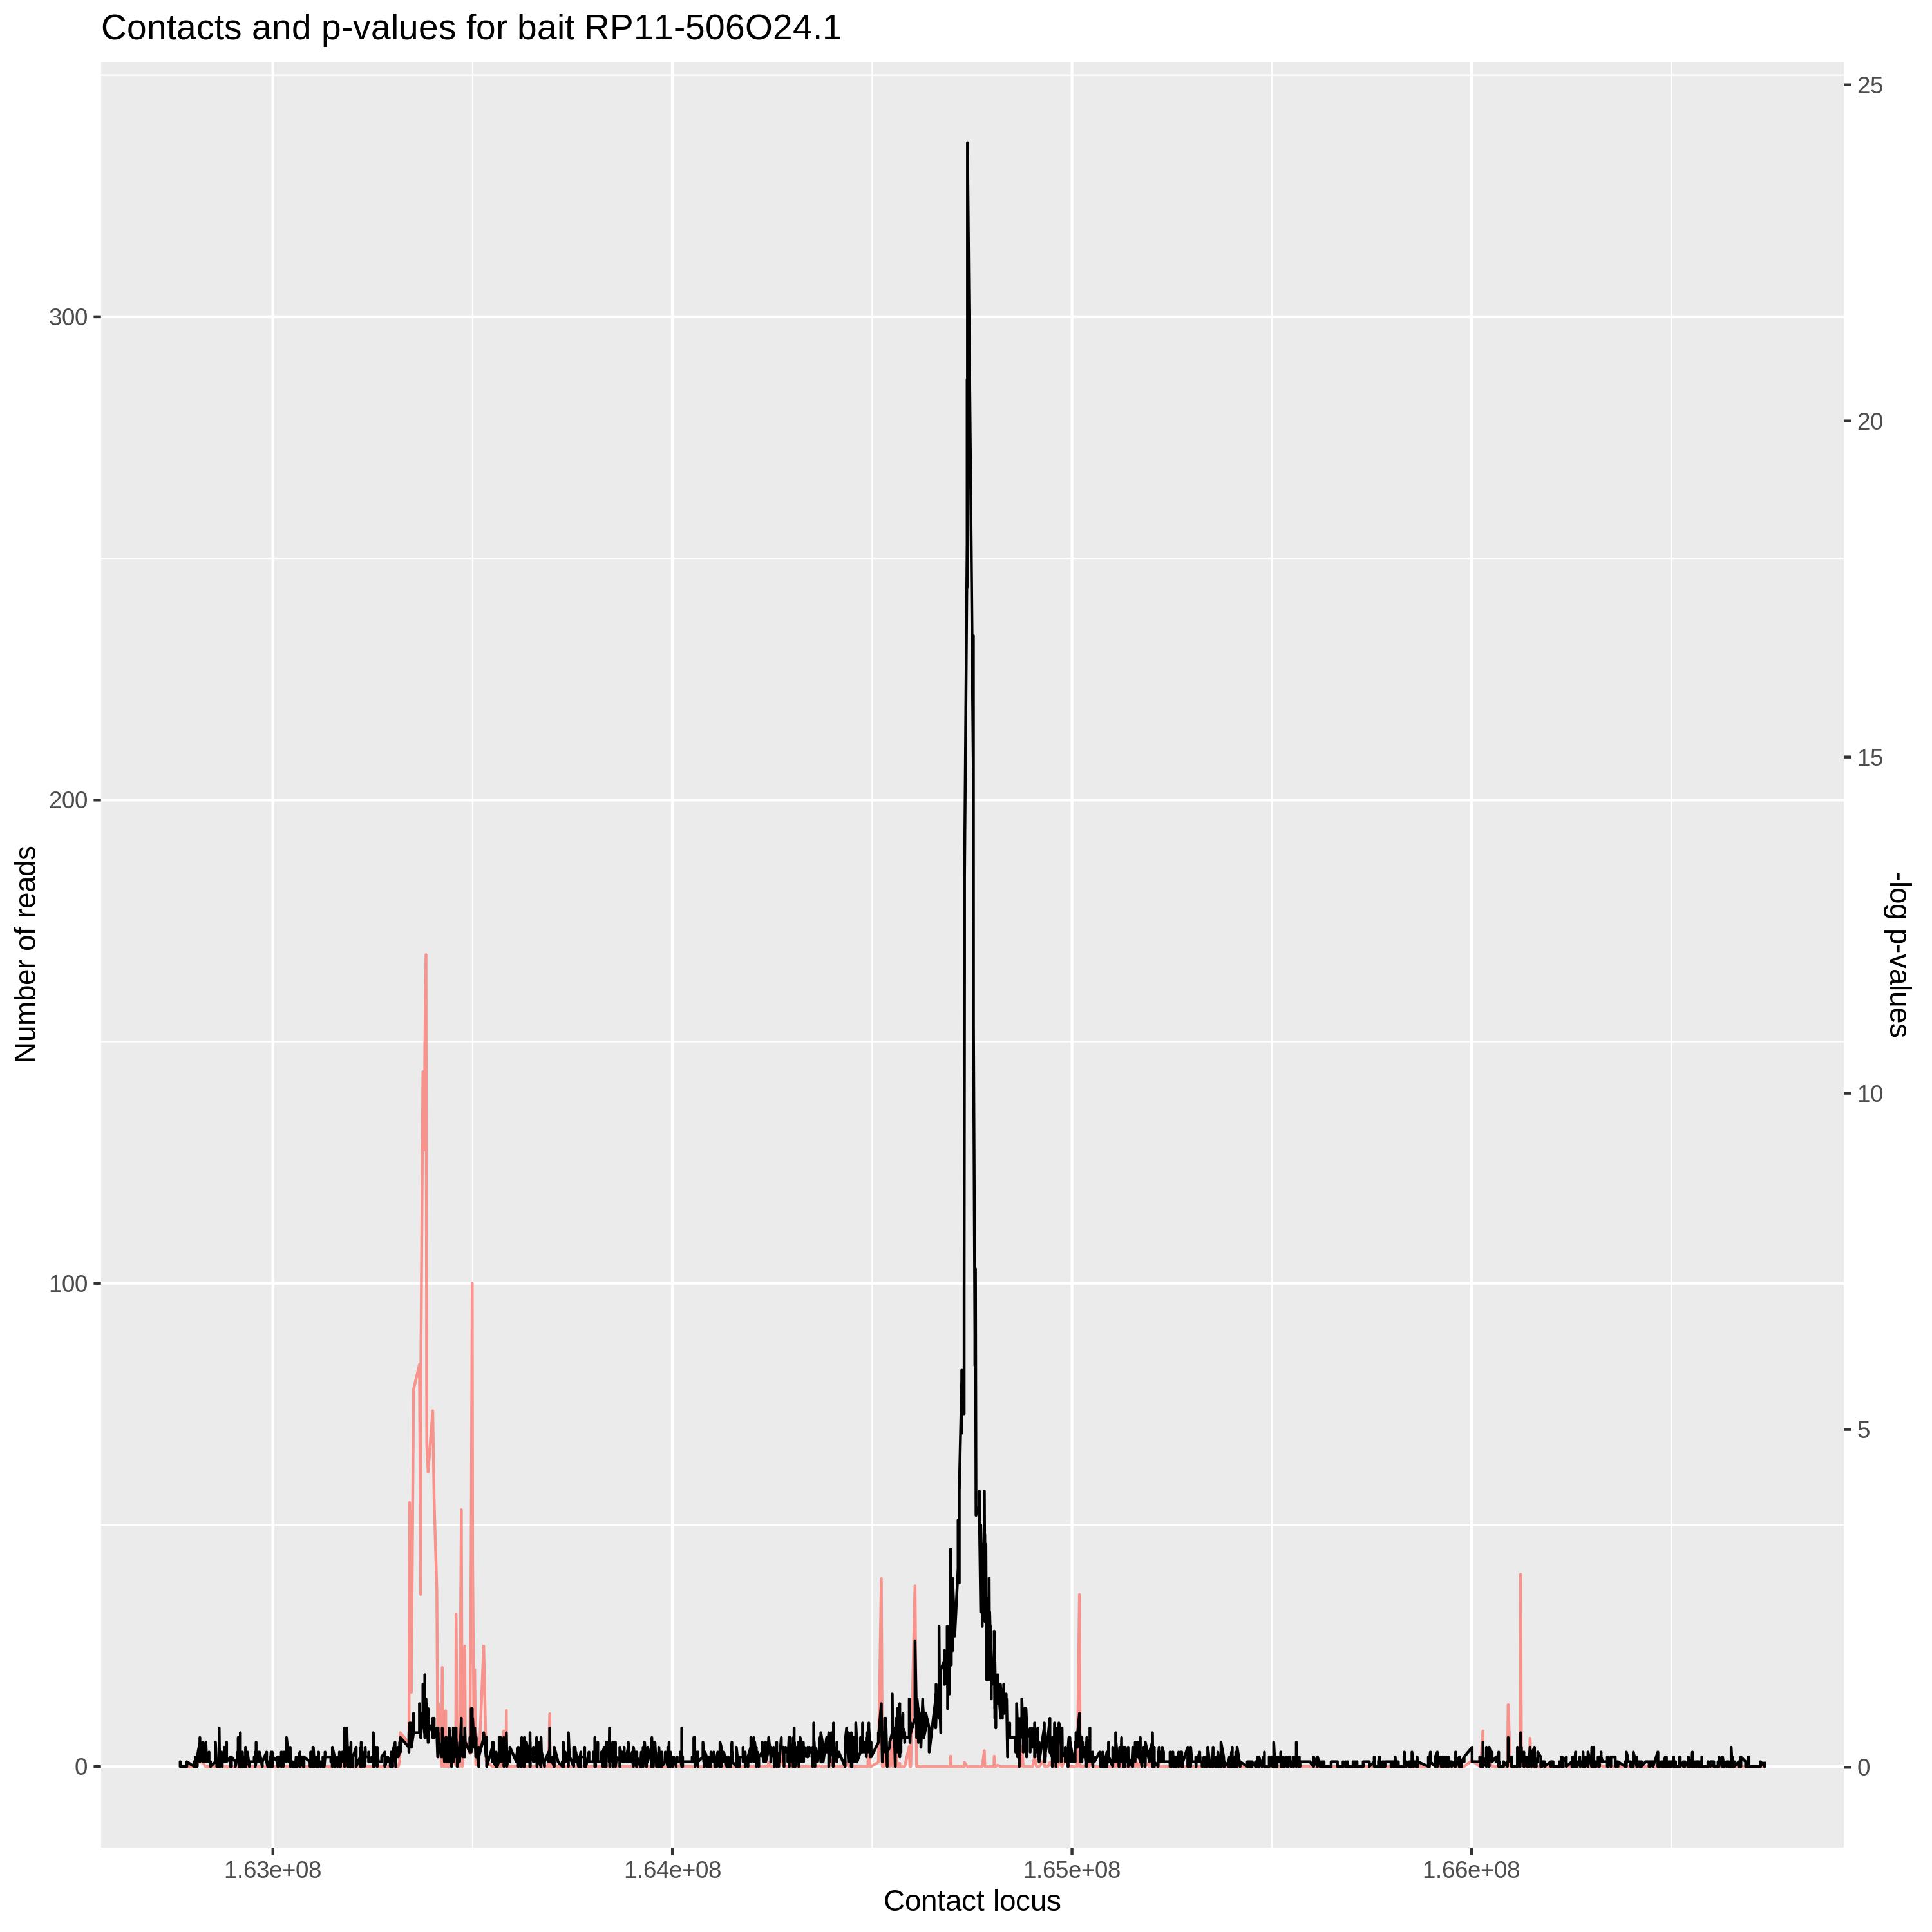 Contacts and p-values for bait RP11-506O24.1
Number of reads
300
200
100
0
25
20
15
10
5
0
-log p-values
1.63e+08
1.64e+08
1.65e+08
1.66e+08
Contact locus